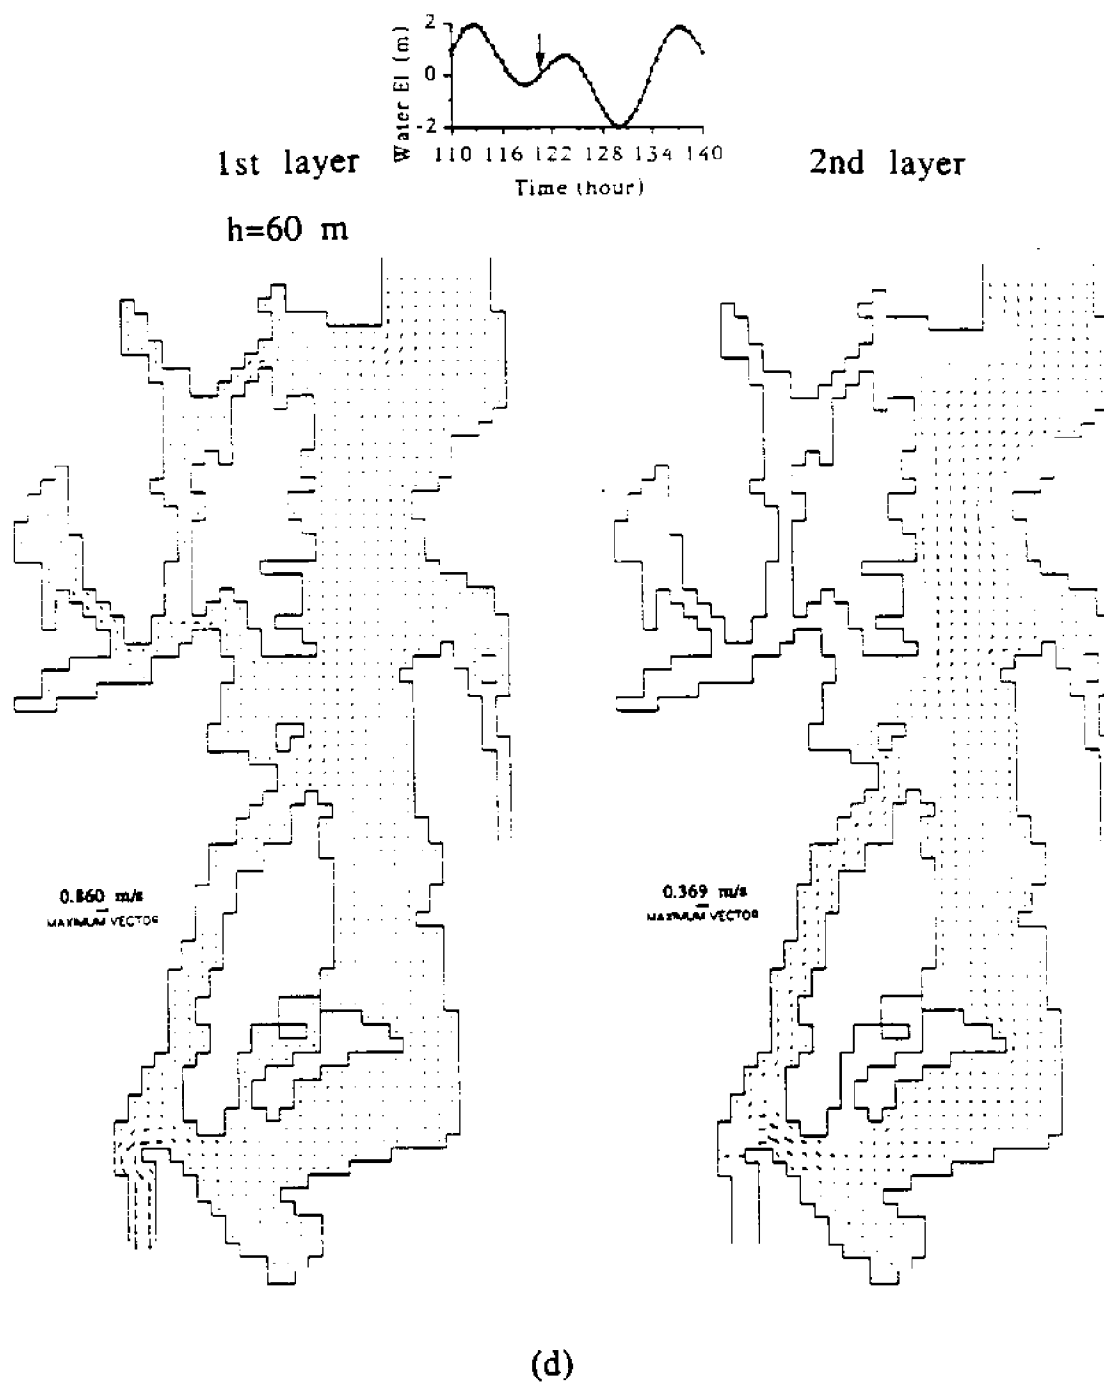 2
0
-2
Water El (m)
110 116 122 128 134 140
Time (hour)
1st layer
2nd layer
h=60 m
0.860 m/s
MAXIMUM VECTOR
0.369 m/s
MAXIMUM VECTOR
(d)